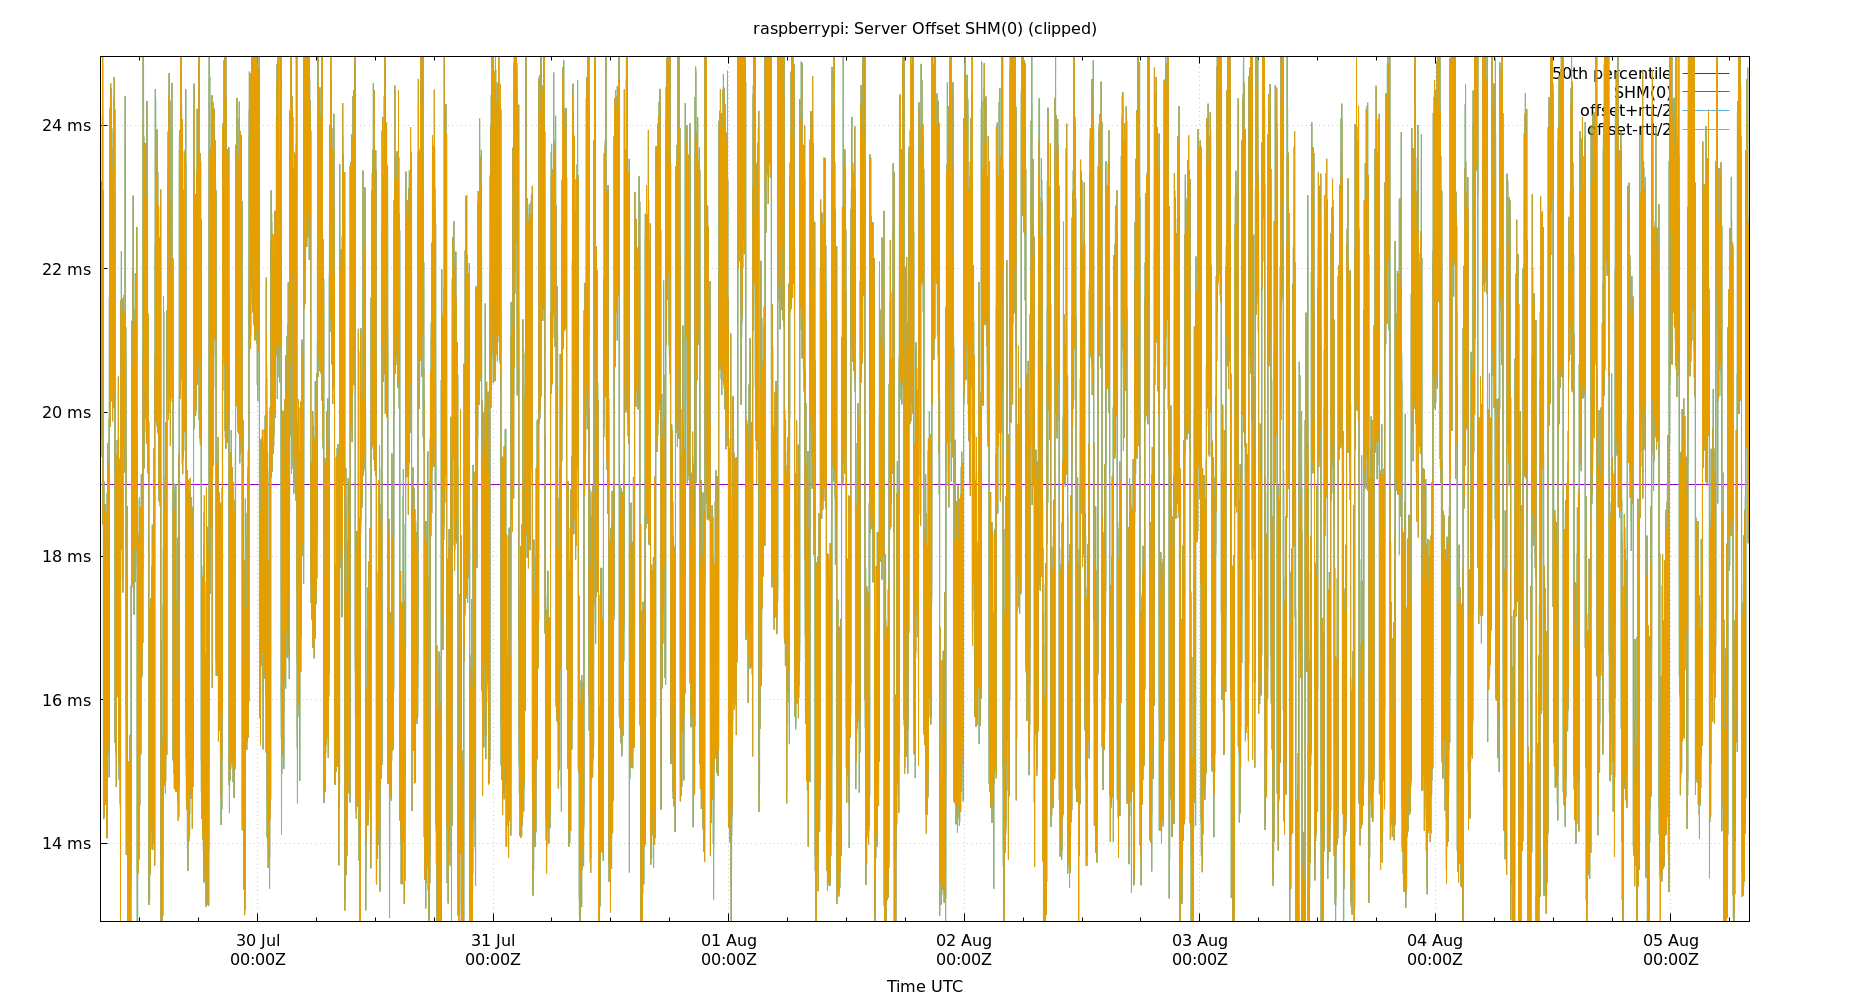 raspberrypi: Server Offset SHM(0) (clipped)
50th percentile
SHM(0)
offset+rtt/2
offset-rtt/2
24 ms
22 ms
20 ms
18 ms
16 ms
14 ms
30 Jul 31 Jul 01 Aug 02 Aug 03 Aug 04 Aug 05 Aug
00:00Z 00:00Z 00:00Z 00:00Z 00:00Z 00:00Z 00:00Z
Time UTC